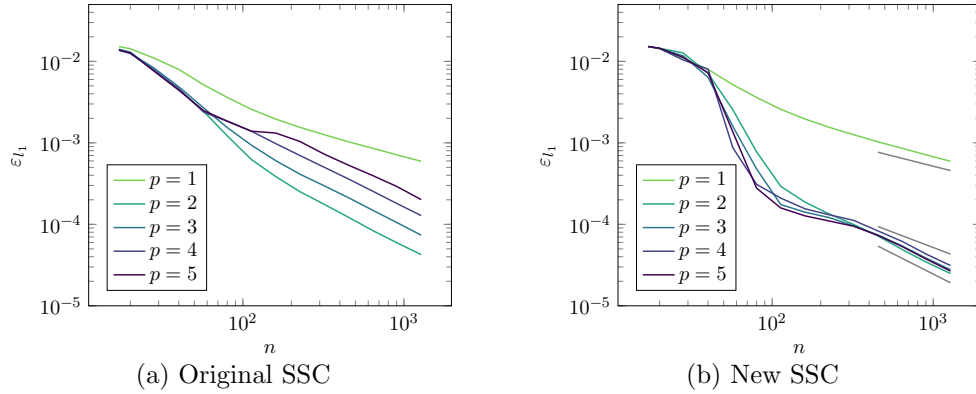 10^{-2}
10^{-3}
10^{-4}
10^{-5}
ε_{l_1}
p = 1
p = 2
p = 3
p = 4
p = 5
10^2
10^3
n
(a) Original SSC
10^{-2}
10^{-3}
10^{-4}
10^{-5}
ε_{l_1}
p = 1
p = 2
p = 3
p = 4
p = 5
10^2
10^3
n
(b) New SSC